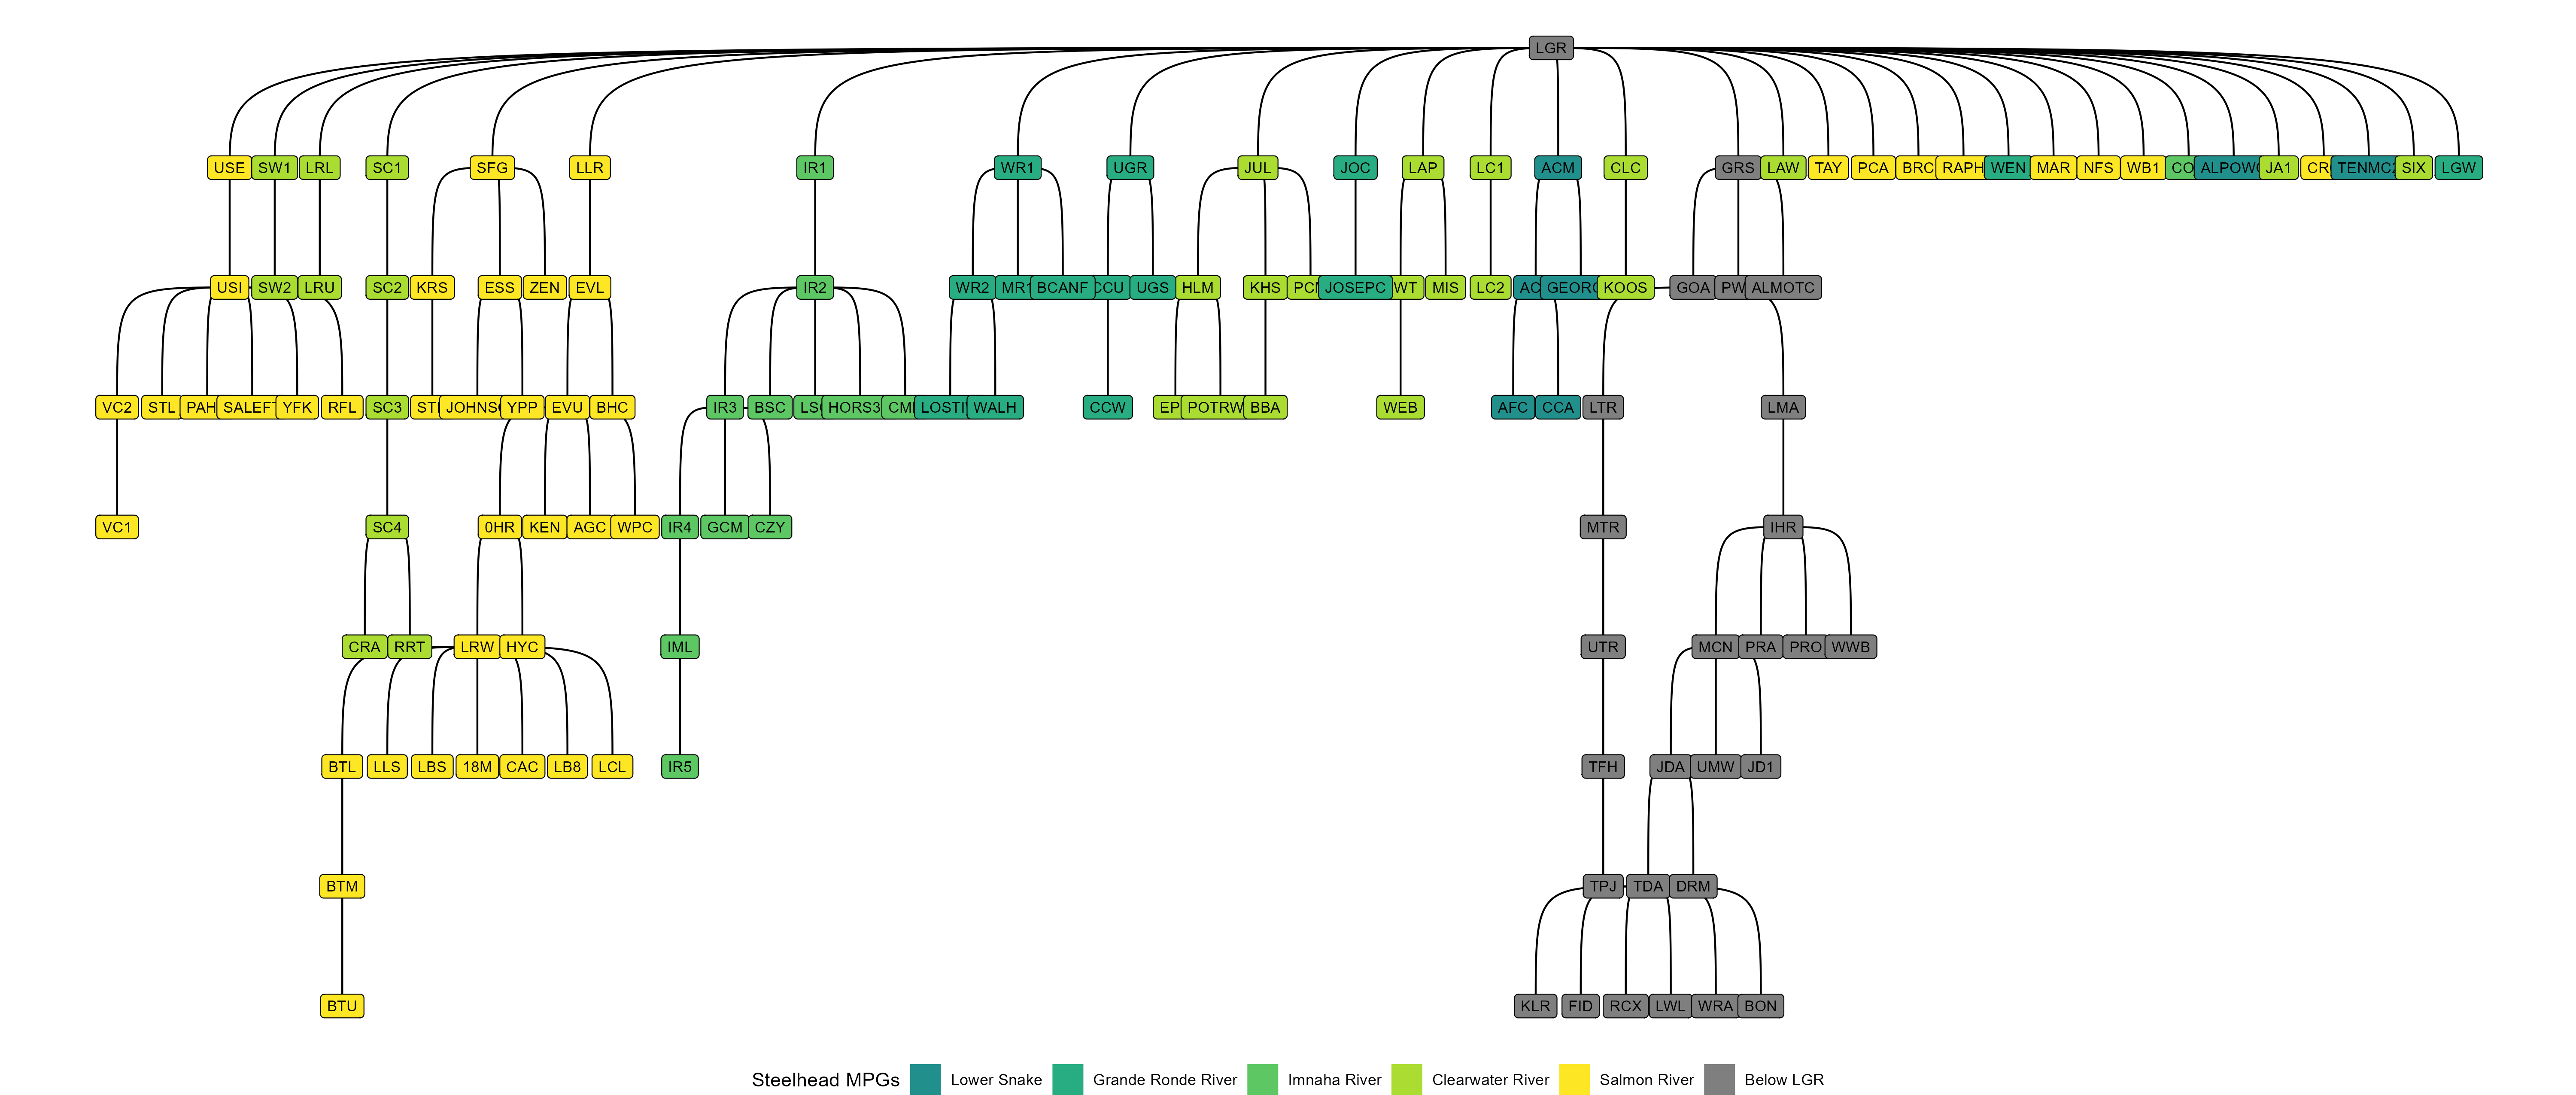 LGR
USE SW1 LRL SC1 SFG LLR IR1 WR1 UGR JUL JOC LAP LC1 ACM CLC GRS LAW TAY PCA BRC RAPH WEN MAR NFS WB1 CO ALPOW JA1 CR TENMC2 SIX LGW
USI SW2 LRU SC2 KRS ESS ZEN EVL IR2 WR2 MR1 BCANF CCU UGS HLM KHS PC JOSEPC WT MIS LC2 AC GEORG KOOS GOA PW ALMOTC
VC2 STL PAH SALEF YFK RFL SC3 ST JOHNS YPP EVU BHC IR3 BSC LS HORS3 CM LOSTI WALH CCW EP POTRW BBA WEB AFC CCA LTR LMA
VC1 SC4 0HR KEN AGC WPC IR4 GCM CZY MTR IHR
CRA RRT LRW HYC IML UTR MCN PRA PRO WWB
BTL LLS LBS 18M CAC LB8 LCL IR5 TFH JDA UMW JD1
BTM TPJ TDA DRM
BTU KLR FID RCX LWL WRA BON
Steelhead MPGs Lower Snake Grande Ronde River Imnaha River Clearwater River Salmon River Below LGR